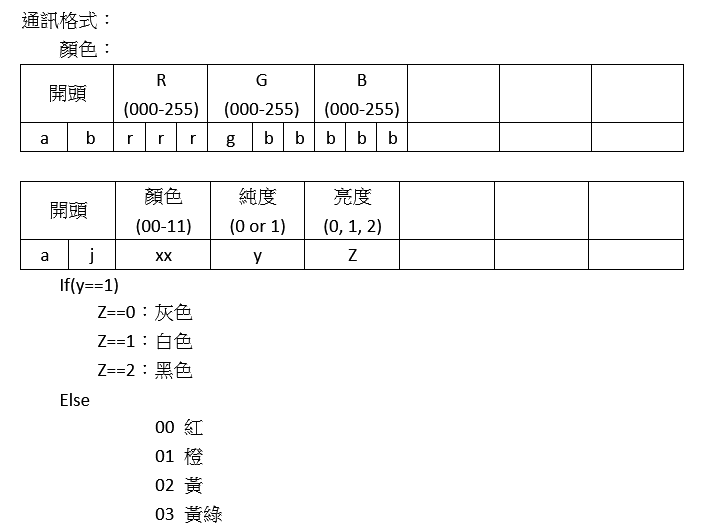 通訊格式：
顏色：
開頭 R (000-255) G (000-255) B (000-255)
a b r r r g b b b b b
開頭 顏色 (00-11) 純度 (0 or 1) 亮度 (0, 1, 2)
a j xx y Z
If(y==1)
Z==0：灰色
Z==1：白色
Z==2：黑色
Else
00 紅
01 橙
02 黃
03 黃綠